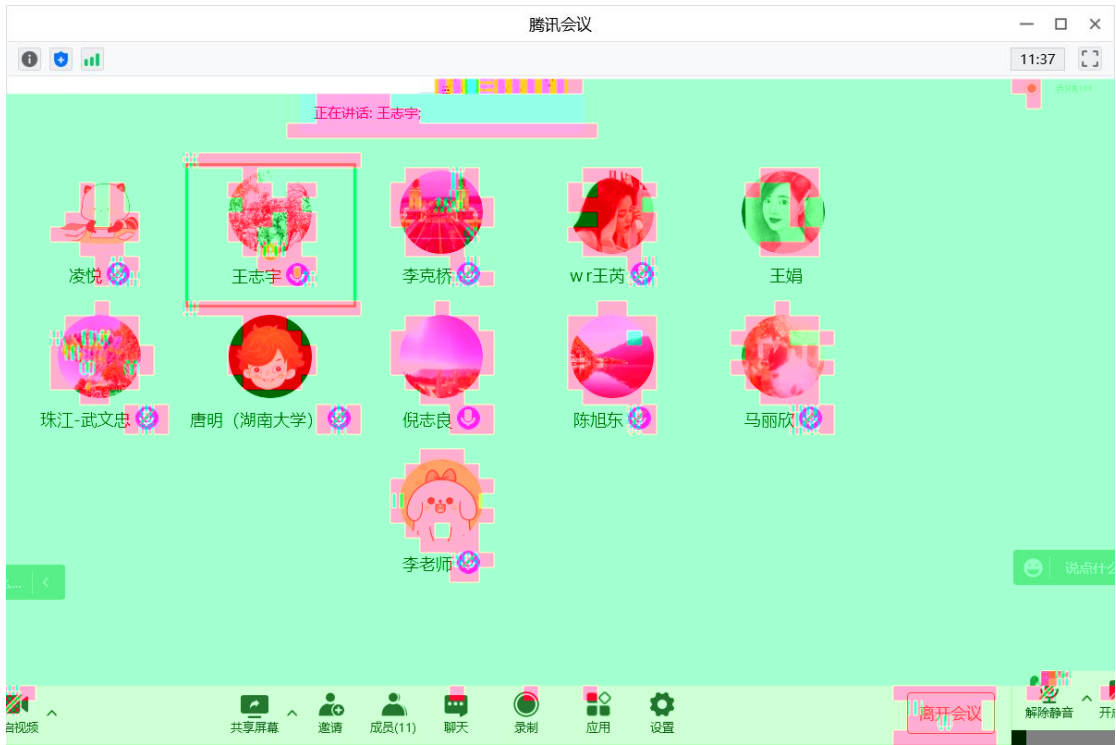 腾讯会议
11:37
正在讲话: 王志宇;
凌悦
王志宇
李克桥
w r王芮
王娟
珠江-武文忠
唐明（湖南大学）
倪志良
陈旭东
马丽欣
李老师
说点什么
共享屏幕
邀请
成员(11)
聊天
录制
应用
设置
离开会议
解除静音